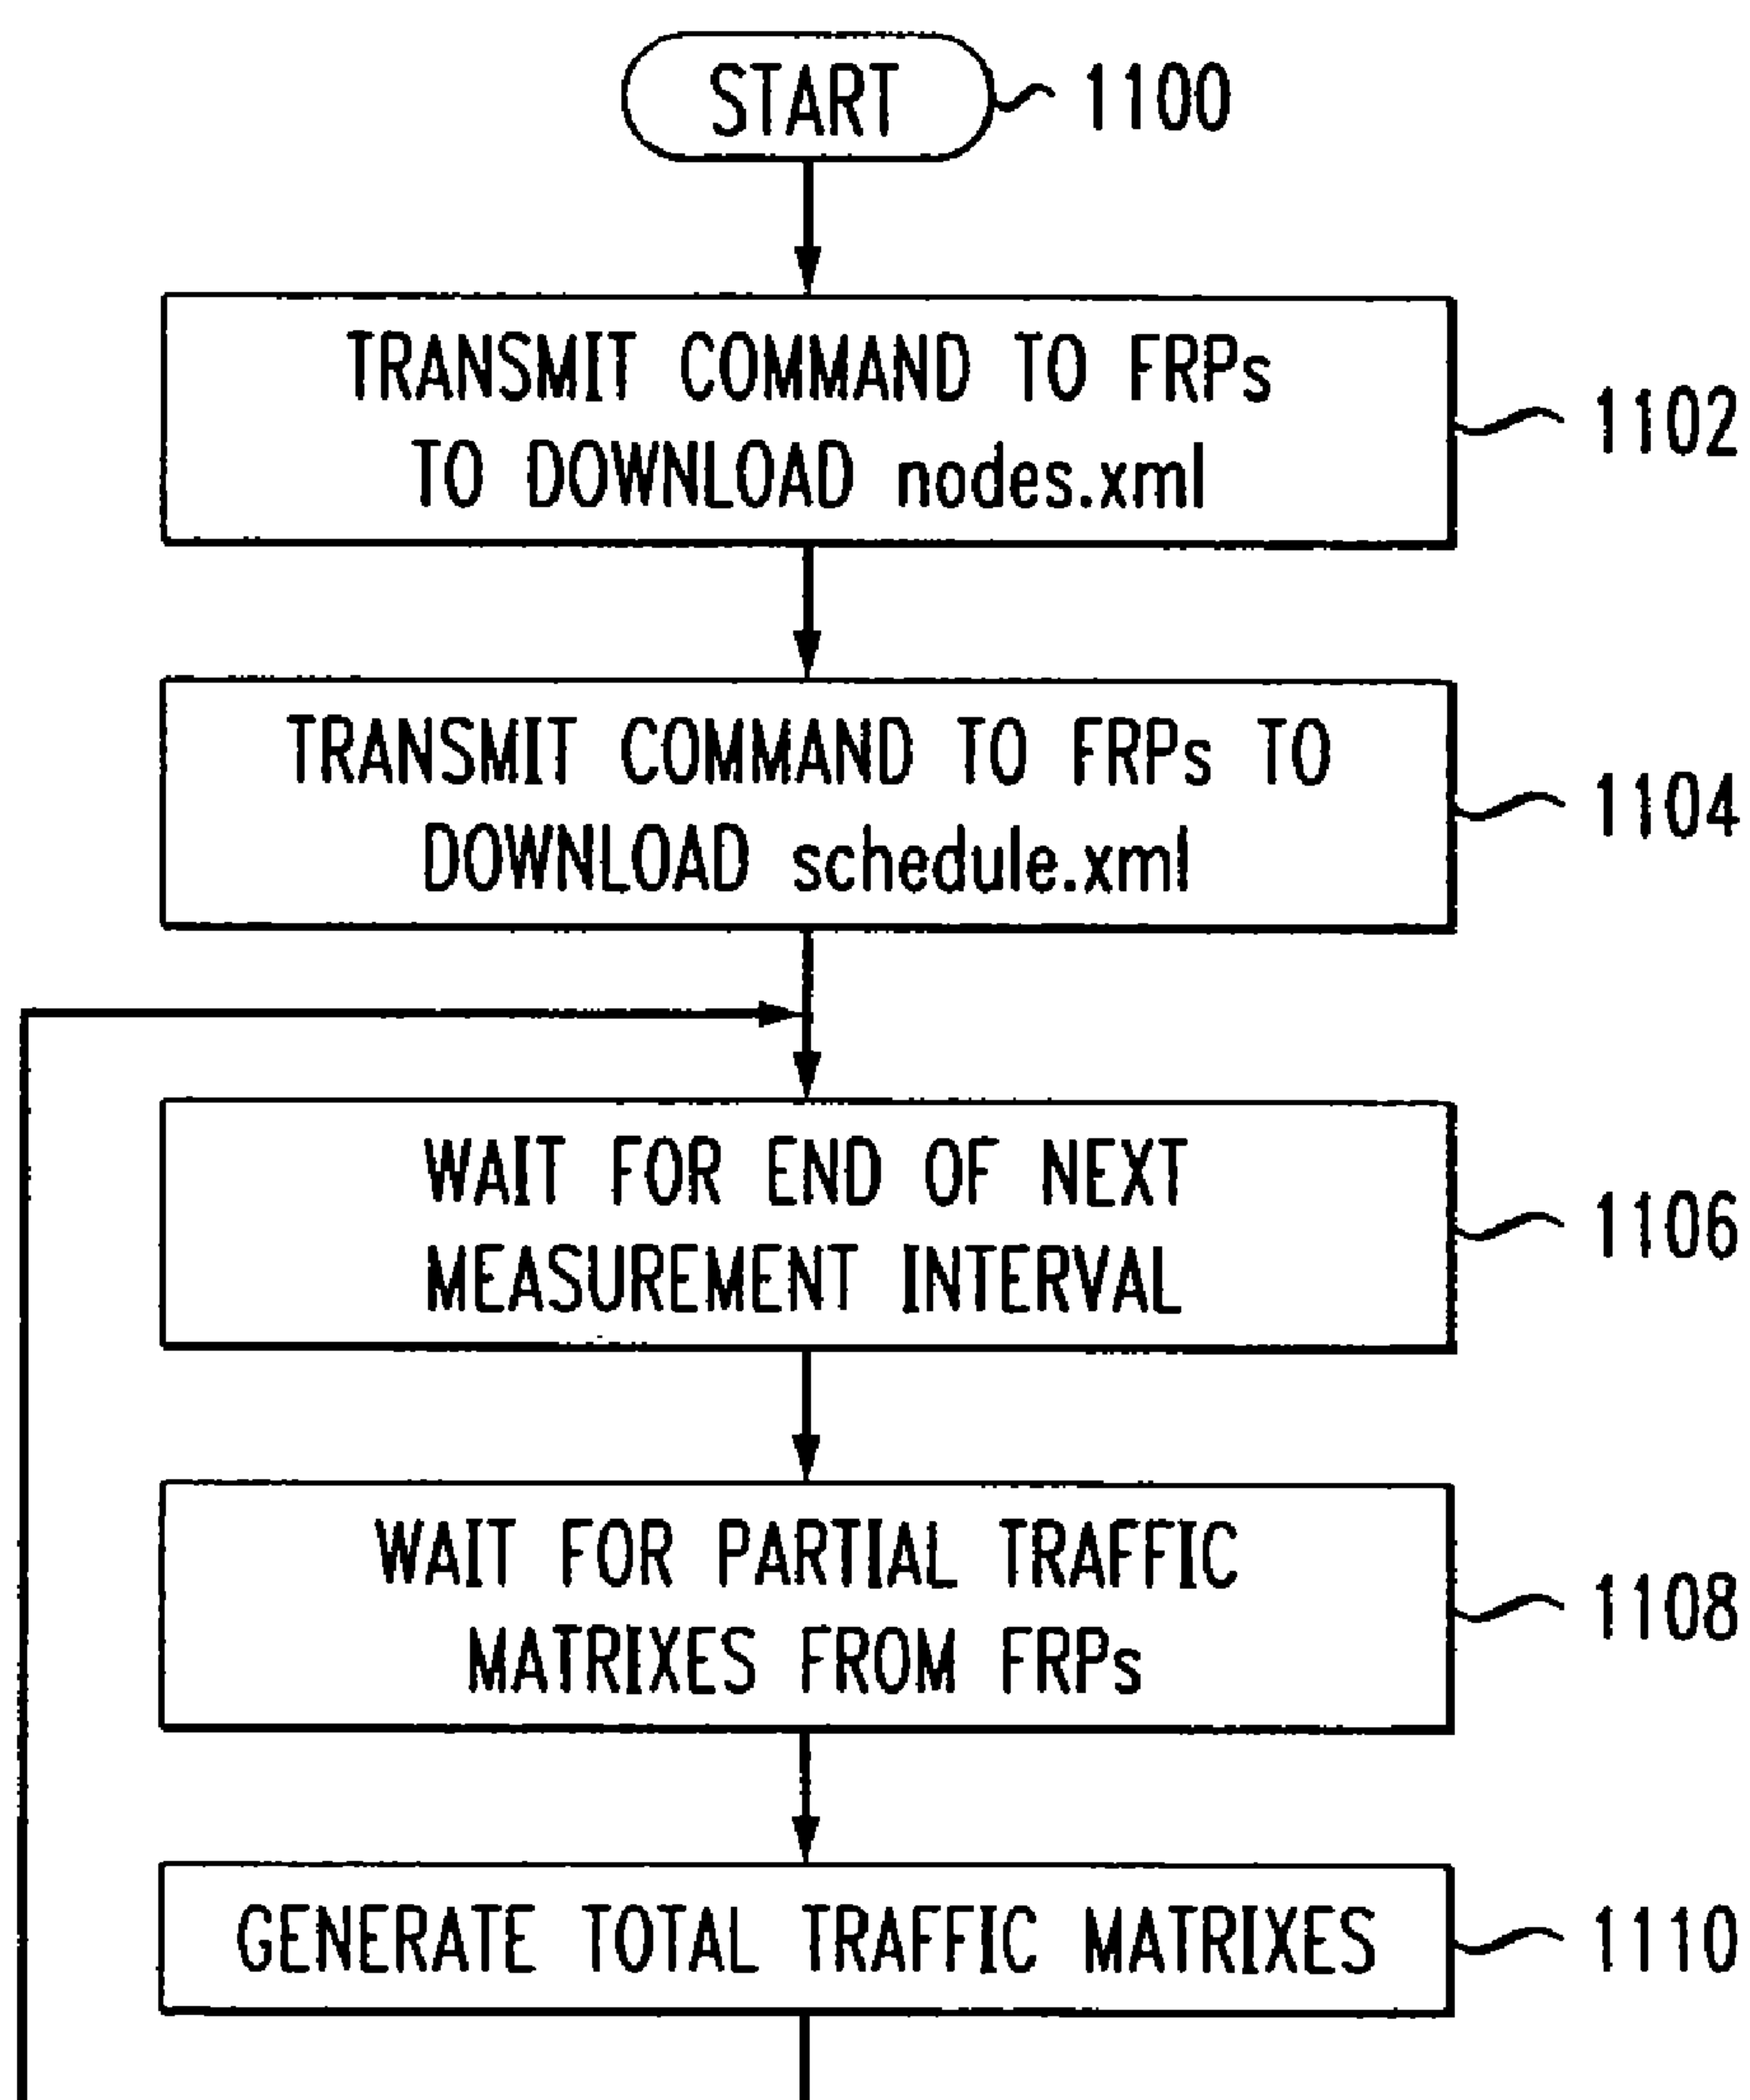 START
1100
TRANSMIT COMMAND TO FRPs
TO DOWNLOAD nodes.xml
1102
TRANSMIT COMMAND TO FRPs TO
DOWNLOAD schedule.xml
1104
WAIT FOR END OF NEXT
MEASUREMENT INTERVAL
1106
WAIT FOR PARTIAL TRAFFIC
MATRIXES FROM FRPs
1108
GENERATE TOTAL TRAFFIC MATRIXES
1110